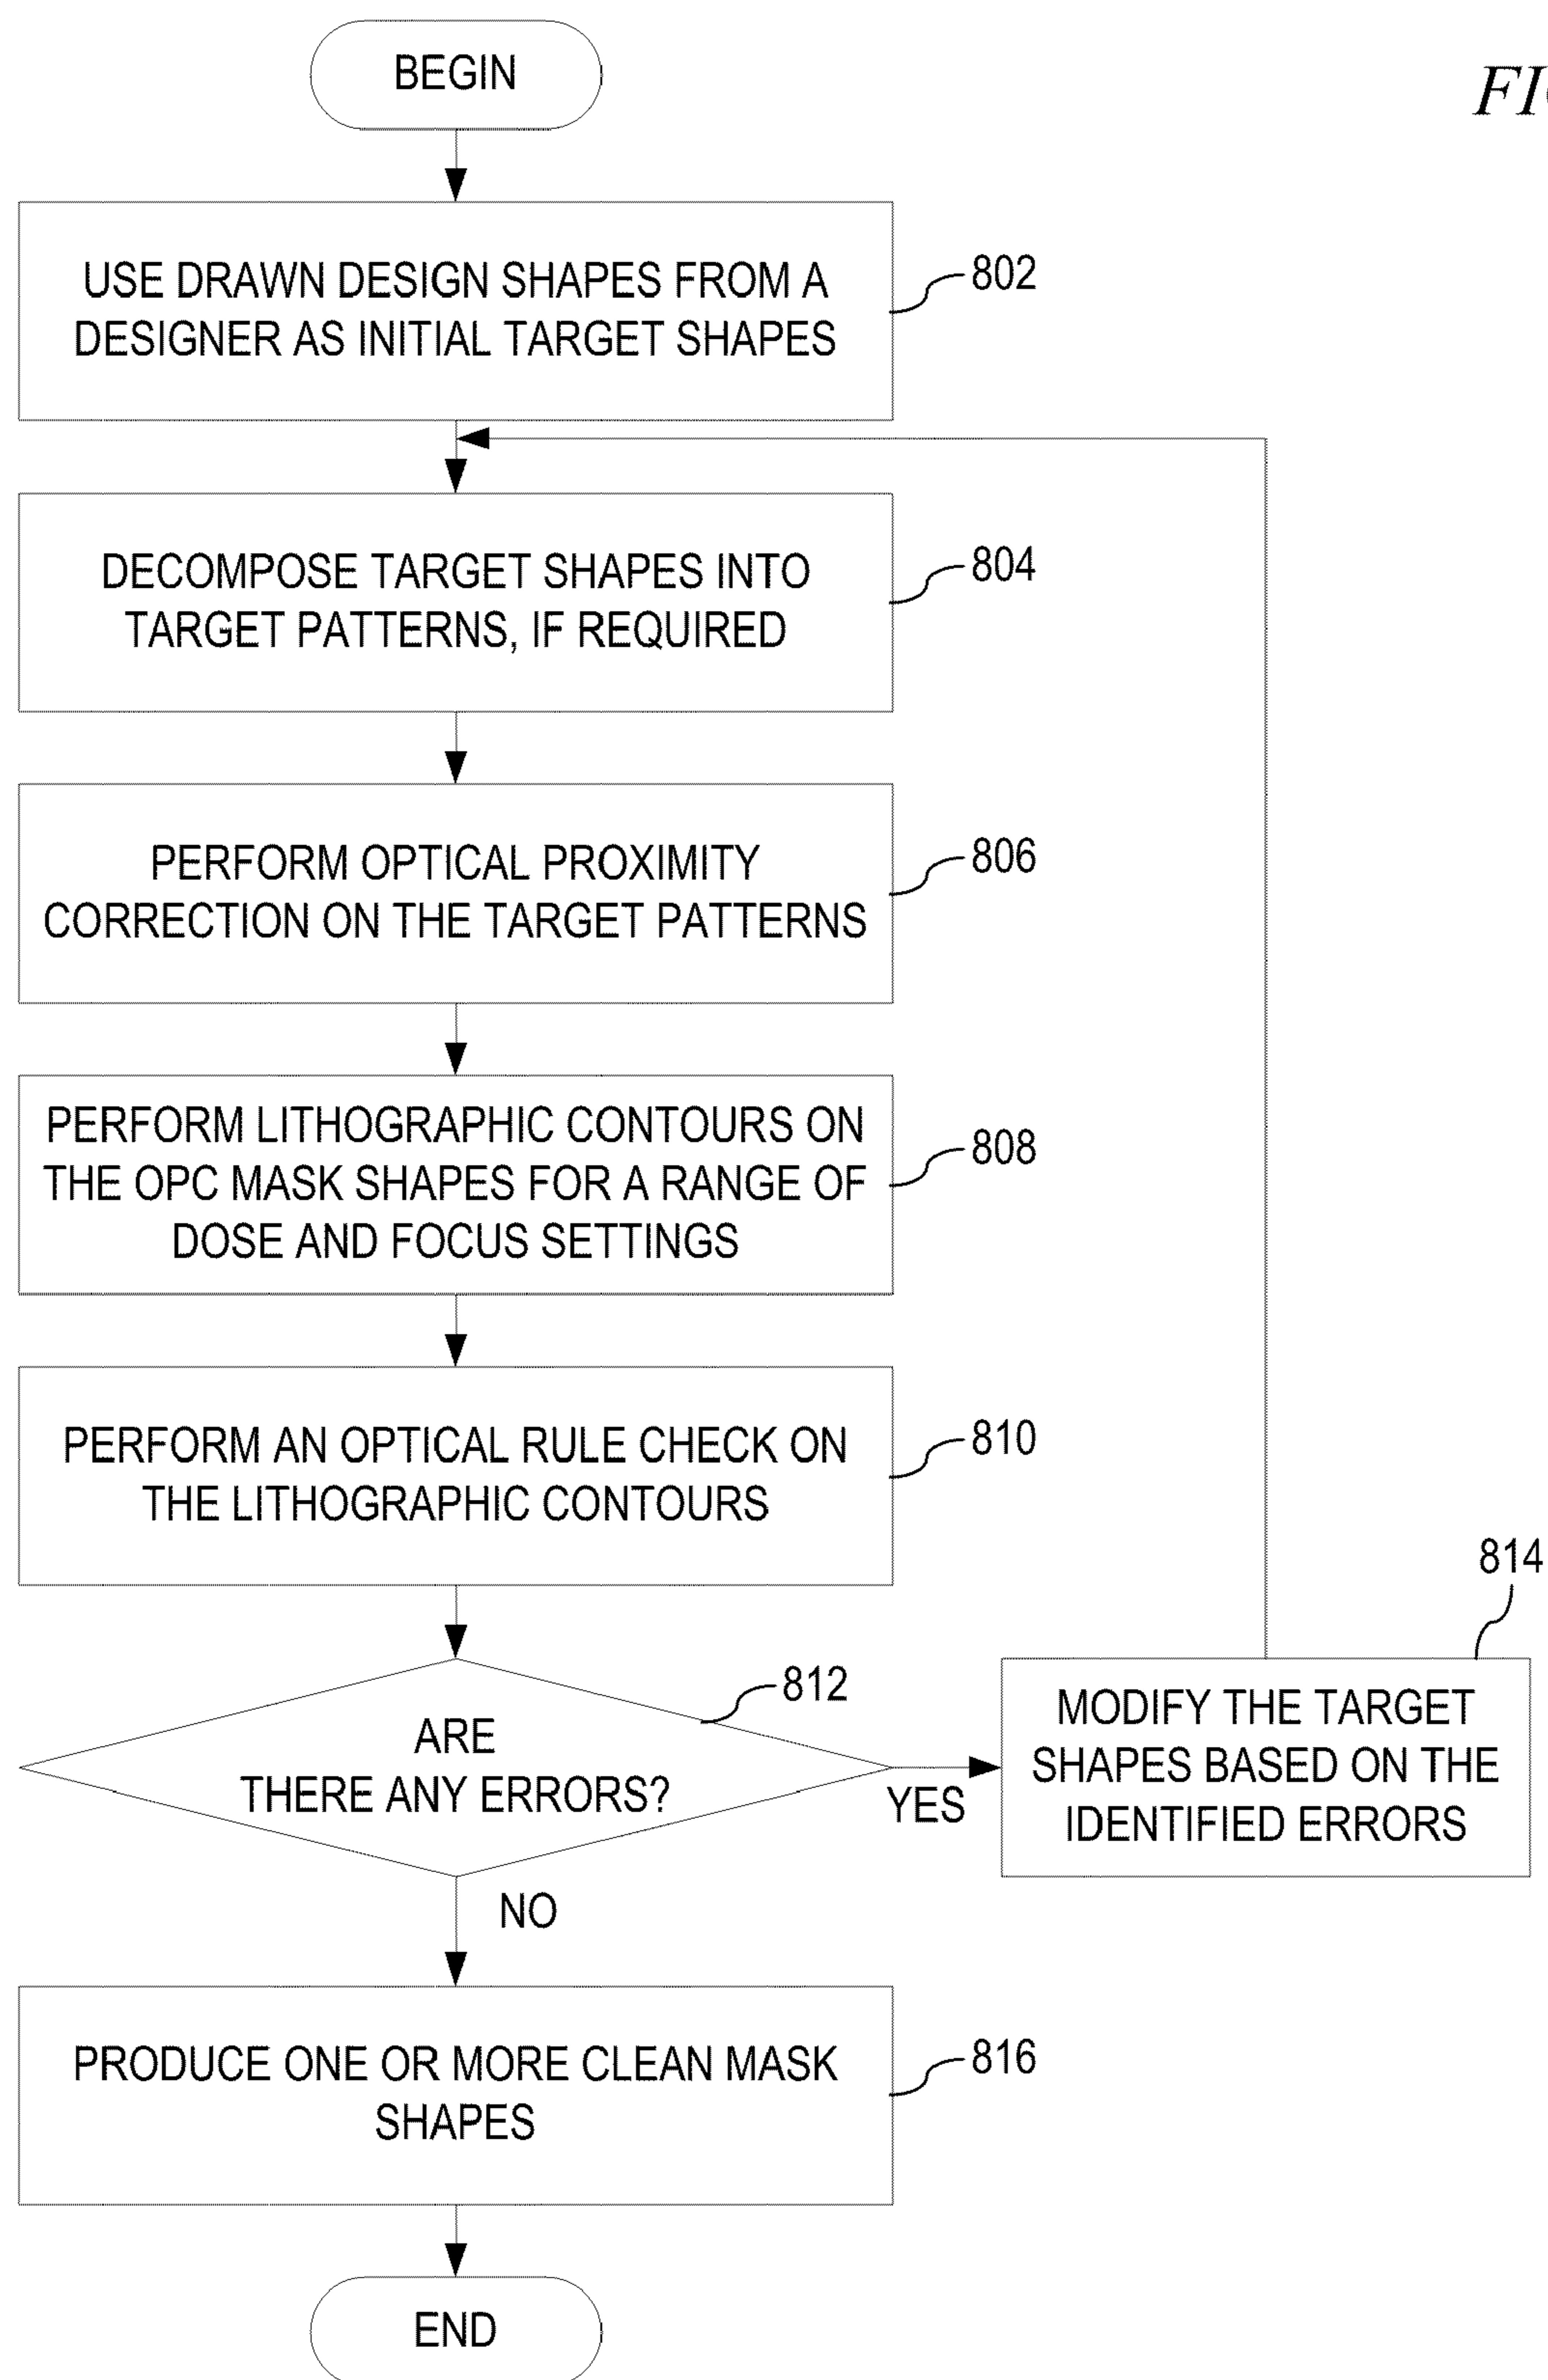 BEGIN
FI
USE DRAWN DESIGN SHAPES FROM A
DESIGNER AS INITIAL TARGET SHAPES
802
DECOMPOSE TARGET SHAPES INTO
TARGET PATTERNS, IF REQUIRED
804
PERFORM OPTICAL PROXIMITY
CORRECTION ON THE TARGET PATTERNS
806
PERFORM LITHOGRAPHIC CONTOURS ON
THE OPC MASK SHAPES FOR A RANGE OF
DOSE AND FOCUS SETTINGS
808
PERFORM AN OPTICAL RULE CHECK ON
THE LITHOGRAPHIC CONTOURS
810
ARE
THERE ANY ERRORS?
812
YES
814
MODIFY THE TARGET
SHAPES BASED ON THE
IDENTIFIED ERRORS
NO
PRODUCE ONE OR MORE CLEAN MASK
SHAPES
816
END